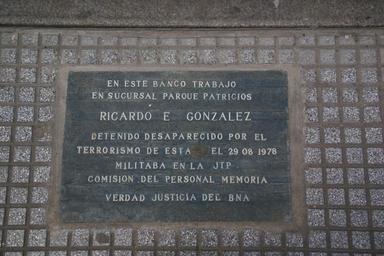 EN ESTE BANCO TRABAJO
EN SUCURSAL PARQUE PATRICIOS
RICARDO E GONZALEZ
DETENIDO DESAPARECIDO POR EL
TERRORISMO DE ESTA EL 29 08 1978
MILITABA EN LA JTP
COMISION DEL PERSONAL MEMORIA
VERDAD JUSTICIA DEL BNA